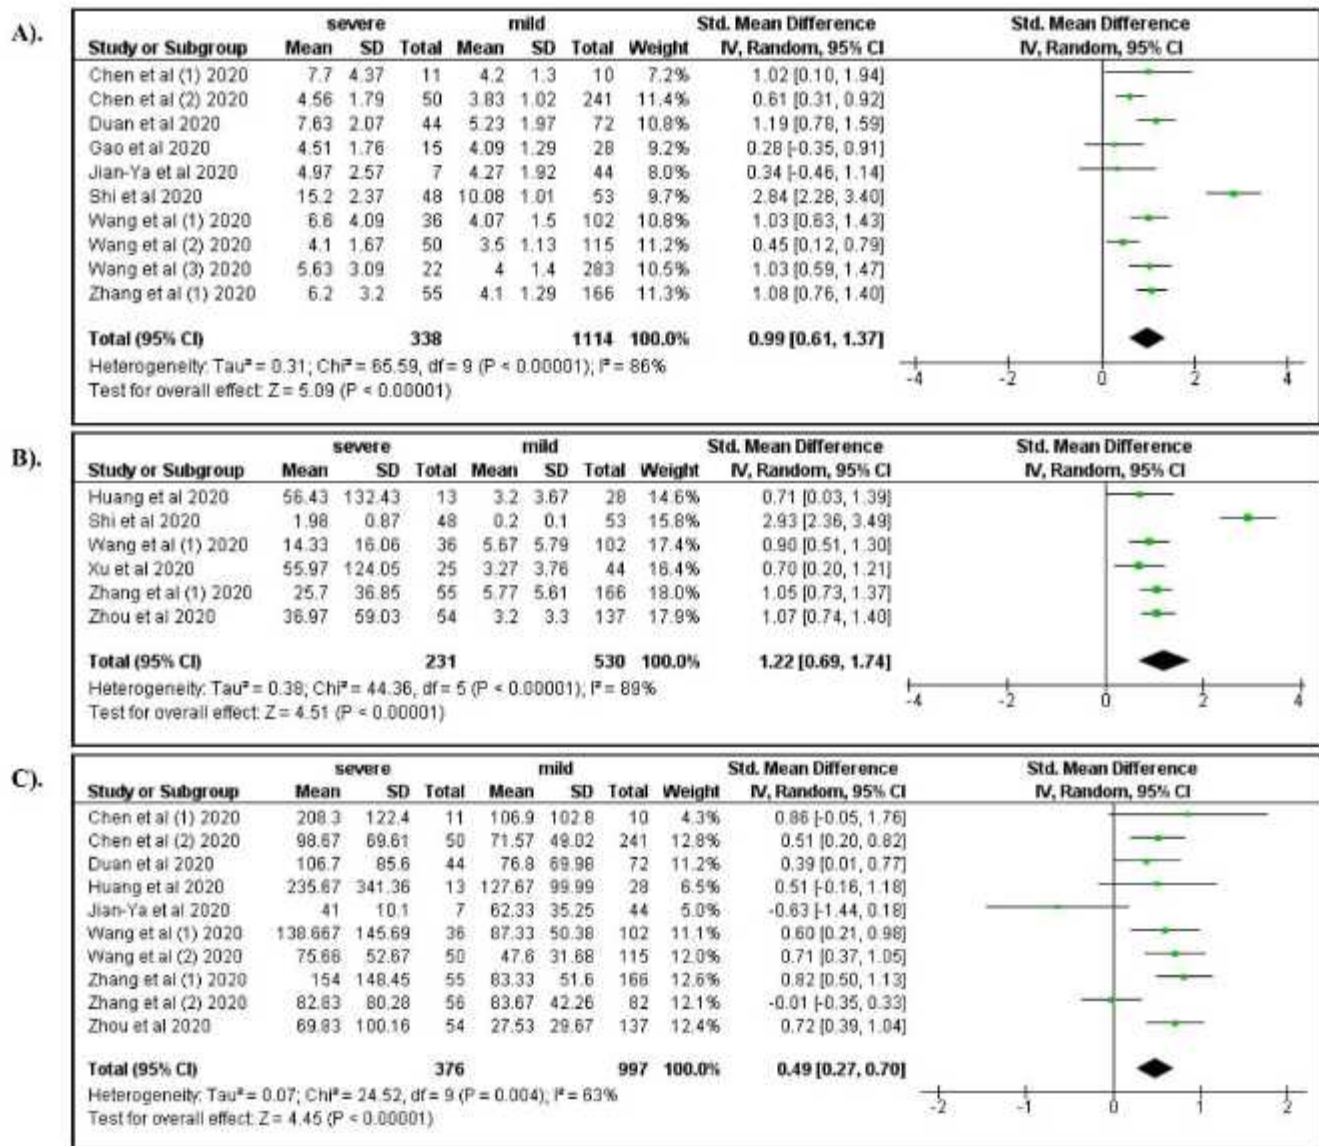 A).
severe mild Std. Mean Difference Std. Mean Difference
Study or Subgroup Mean SD Total Mean SD Total Weight IV, Random, 95% CI IV, Random, 95% CI
Chen et al (1) 2020 7.7 4.37 11 4.2 1.3 10 7.2% 1.02 [0.10, 1.94]
Chen et al (2) 2020 4.56 1.79 50 3.83 1.02 241 11.4% 0.61 [0.31, 0.92]
Duan et al 2020 7.63 2.07 44 5.23 1.97 72 10.8% 1.19 [0.78, 1.59]
Gao et al 2020 4.51 1.76 15 4.09 1.29 28 9.2% 0.28 [-0.35, 0.91]
Jian-Ya et al 2020 4.97 2.57 7 4.27 1.92 44 8.0% 0.34 [-0.46, 1.14]
Shi et al 2020 15.2 2.37 48 10.08 1.01 53 9.7% 2.84 [2.28, 3.40]
Wang et al (1) 2020 6.6 4.09 36 4.07 1.5 102 10.8% 1.03 [0.63, 1.43]
Wang et al (2) 2020 4.1 1.67 50 3.5 1.13 115 11.2% 0.45 [0.12, 0.79]
Wang et al (3) 2020 5.63 3.09 22 4 1.4 283 10.5% 1.03 [0.59, 1.47]
Zhang et al (1) 2020 6.2 3.2 55 4.1 1.29 166 11.3% 1.08 [0.76, 1.40]
Total (95% CI) 338 1114 100.0% 0.99 [0.61, 1.37]
Heterogeneity: Tau² = 0.31; Chi² = 65.59, df = 9 (P < 0.00001); I² = 86%
Test for overall effect: Z = 5.09 (P < 0.00001)
-4 -2 0 2 4
B).
severe mild Std. Mean Difference Std. Mean Difference
Study or Subgroup Mean SD Total Mean SD Total Weight IV, Random, 95% CI IV, Random, 95% CI
Huang et al 2020 56.43 132.43 13 3.2 3.67 28 14.6% 0.71 [0.03, 1.39]
Shi et al 2020 1.98 0.87 48 0.2 0.1 53 15.8% 2.93 [2.36, 3.49]
Wang et al (1) 2020 14.33 16.06 36 5.67 5.79 102 17.4% 0.90 [0.51, 1.30]
Xu et al 2020 55.97 124.05 25 3.27 3.76 44 16.4% 0.70 [0.20, 1.21]
Zhang et al (1) 2020 25.7 36.85 55 5.77 5.61 166 18.0% 1.05 [0.73, 1.37]
Zhou et al 2020 36.97 59.03 54 3.2 3.3 137 17.9% 1.07 [0.74, 1.40]
Total (95% CI) 231 530 100.0% 1.22 [0.69, 1.74]
Heterogeneity: Tau² = 0.38; Chi² = 44.36, df = 5 (P < 0.00001); I² = 89%
Test for overall effect: Z = 4.51 (P < 0.00001)
-4 -2 0 2 4
C).
severe mild Std. Mean Difference Std. Mean Difference
Study or Subgroup Mean SD Total Mean SD Total Weight IV, Random, 95% CI IV, Random, 95% CI
Chen et al (1) 2020 208.3 122.4 11 106.9 102.8 10 4.3% 0.86 [-0.05, 1.76]
Chen et al (2) 2020 98.67 69.61 50 71.57 49.02 241 12.8% 0.51 [0.20, 0.82]
Duan et al 2020 106.7 85.6 44 76.8 69.98 72 11.2% 0.39 [0.01, 0.77]
Huang et al 2020 235.67 341.36 13 127.67 99.99 28 6.5% 0.51 [-0.16, 1.18]
Jian-Ya et al 2020 41 10.1 7 62.33 35.25 44 5.0% -0.63 [-1.44, 0.18]
Wang et al (1) 2020 138.667 145.69 36 87.33 50.38 102 11.1% 0.60 [0.21, 0.98]
Wang et al (2) 2020 75.66 52.67 50 47.6 31.68 115 12.0% 0.71 [0.37, 1.05]
Zhang et al (1) 2020 154 148.45 55 83.33 51.6 166 12.6% 0.82 [0.50, 1.13]
Zhang et al (2) 2020 82.83 80.28 56 83.67 42.26 82 12.1% -0.01 [-0.35, 0.33]
Zhou et al 2020 69.83 100.16 54 27.53 29.67 137 12.4% 0.72 [0.39, 1.04]
Total (95% CI) 376 997 100.0% 0.49 [0.27, 0.70]
Heterogeneity: Tau² = 0.07; Chi² = 24.52, df = 9 (P = 0.004); I² = 63%
Test for overall effect: Z = 4.45 (P < 0.00001)
-2 -1 0 1 2